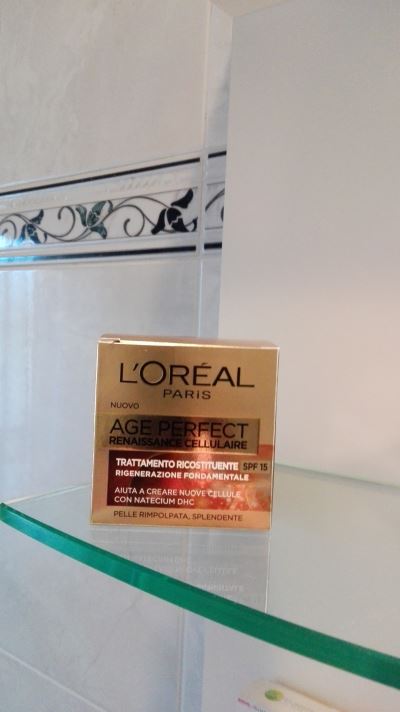 L'ORÉAL
PARIS
NUOVO
AGE PERFECT
RENAISSANCE CELLULAIRE
TRATTAMENTO RICOSTITUENTE SPF 15
RIGENERAZIONE FONDAMENTALE
AIUTA A CREARE NUOVE CELLULE
CON NATECIUM DHC
PELLE RIMPOLPATA, SPLENDENTE